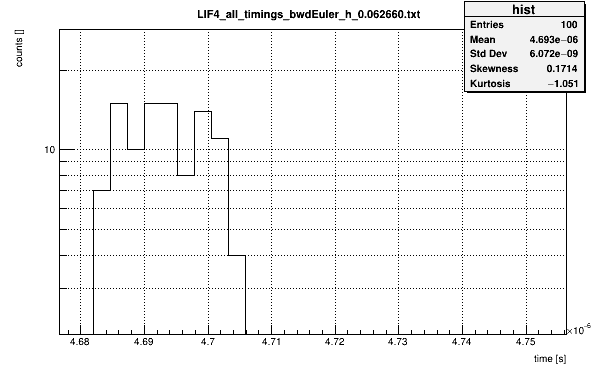 LIF4_all_timings_bwdEuler_h_0.062660.txt
hist
Entries 100
Mean 4.693e−06
Std Dev 6.072e−09
Skewness 0.1714
Kurtosis −1.051
counts []
10
4.68 4.69 4.7 4.71 4.72 4.73 4.74 4.75
×10⁻⁶
time [s]